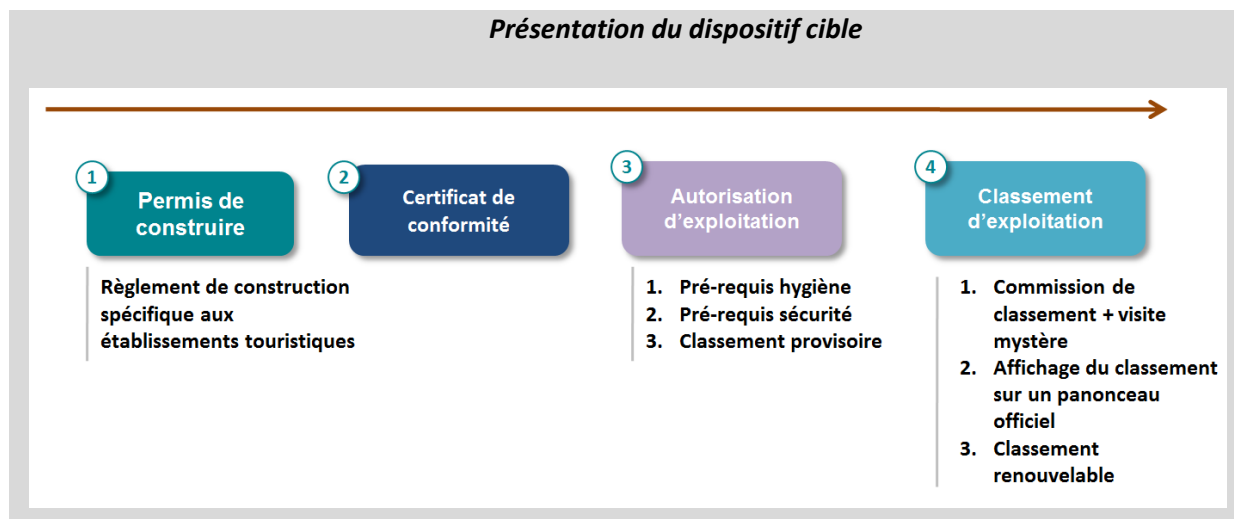 Présentation du dispositif cible
1
Permis de
construire
2
Certificat de
conformité
3
Autorisation
d'exploitation
4
Classement
d'exploitation
Règlement de construction
spécifique aux
établissements touristiques
1. Pré-requis hygiène
2. Pré-requis sécurité
3. Classement provisoire
1. Commission de
classement + visite
mystère
2. Affichage du classement
sur un panonceau
officiel
3. Classement
renouvelable